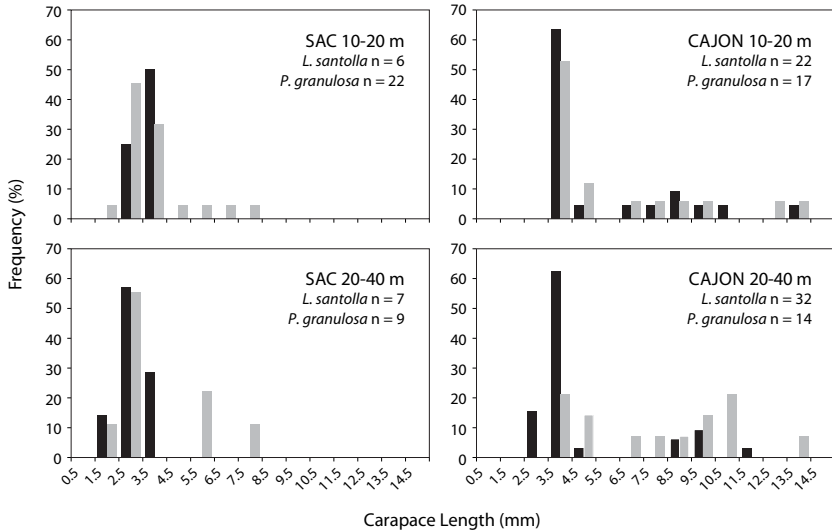 70
60
50
40
30
20
10
0
SAC 10-20 m
L. santolla n = 6
P. granulosa n = 22
70
60
50
40
30
20
10
0
CAJON 10-20 m
L. santolla n = 22
P. granulosa n = 17
Frequency (%)
70
60
50
40
30
20
10
0
SAC 20-40 m
L. santolla n = 7
P. granulosa n = 9
0,5 1,5 2,5 3,5 4,5 5,5 6,5 7,5 8,5 9,5 10,5 11,5 12,5 13,5 14,5
70
60
50
40
30
20
10
0
CAJON 20-40 m
L. santolla n = 32
P. granulosa n = 14
0,5 1,5 2,5 3,5 4,5 5,5 6,5 7,5 8,5 9,5 10,5 11,5 12,5 13,5 14,5
Carapace Length (mm)